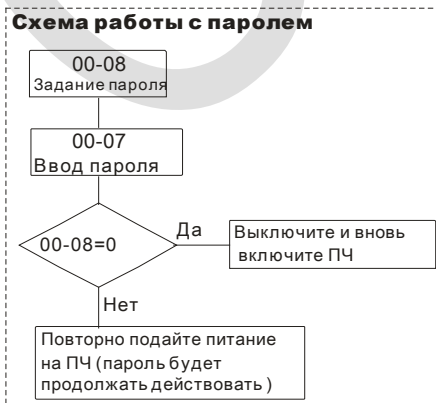 Схема работы с паролем
00-08
Задание пароля
00-07
Ввод пароля
00-08=0
Да
Выключите и вновь
включите ПЧ
Нет
Повторно подайте питание
на ПЧ (пароль будет
продолжать действовать )